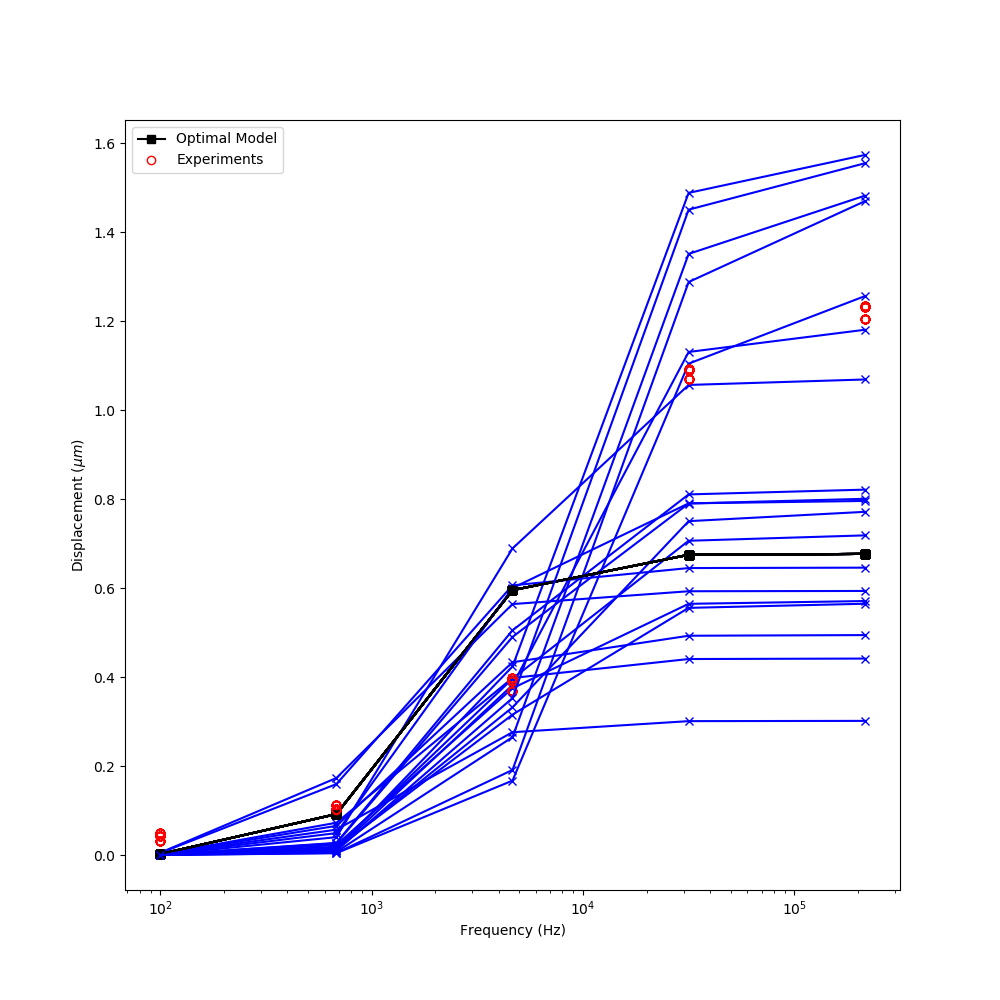 Optimal Model
Experiments
1.6
1.4
1.2
1.0
0.8
0.6
0.4
0.2
0.0
Displacement (μm)
10² 10³ 10⁴ 10⁵
Frequency (Hz)